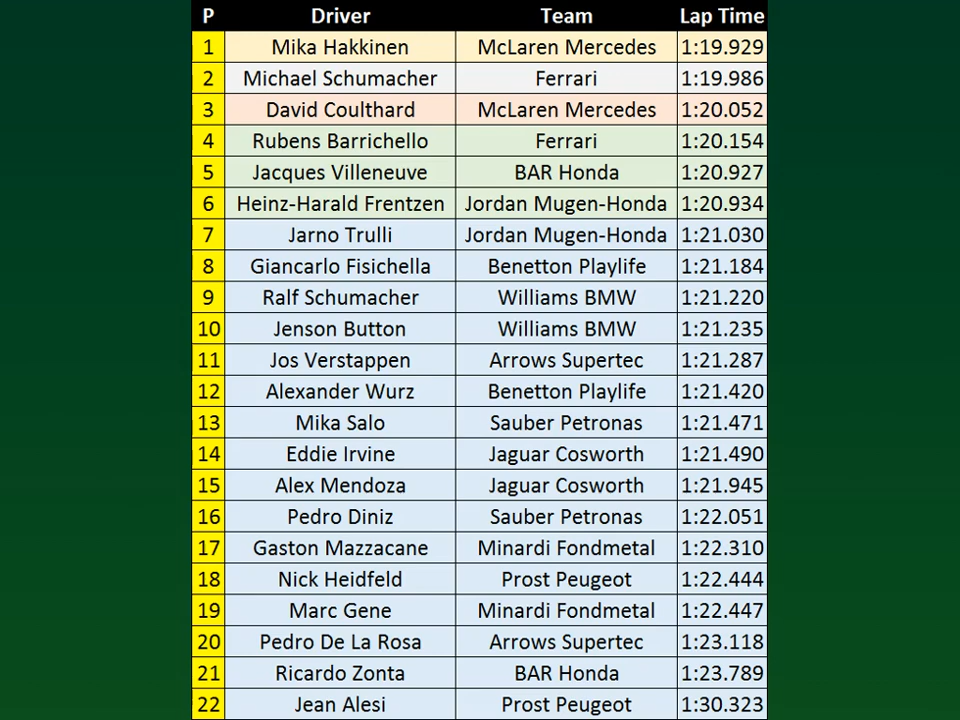 P Driver Team Lap Time
1 Mika Hakkinen McLaren Mercedes 1:19.929
2 Michael Schumacher Ferrari 1:19.986
3 David Coulthard McLaren Mercedes 1:20.052
4 Rubens Barrichello Ferrari 1:20.154
5 Jacques Villeneuve BAR Honda 1:20.927
6 Heinz-Harald Frentzen Jordan Mugen-Honda 1:20.934
7 Jarno Trulli Jordan Mugen-Honda 1:21.030
8 Giancarlo Fisichella Benetton Playlife 1:21.184
9 Ralf Schumacher Williams BMW 1:21.220
10 Jenson Button Williams BMW 1:21.235
11 Jos Verstappen Arrows Supertec 1:21.287
12 Alexander Wurz Benetton Playlife 1:21.420
13 Mika Salo Sauber Petronas 1:21.471
14 Eddie Irvine Jaguar Cosworth 1:21.490
15 Alex Mendoza Jaguar Cosworth 1:21.945
16 Pedro Diniz Sauber Petronas 1:22.051
17 Gaston Mazzacane Minardi Fondmetal 1:22.310
18 Nick Heidfeld Prost Peugeot 1:22.444
19 Marc Gene Minardi Fondmetal 1:22.447
20 Pedro De La Rosa Arrows Supertec 1:23.118
21 Ricardo Zonta BAR Honda 1:23.789
22 Jean Alesi Prost Peugeot 1:30.323